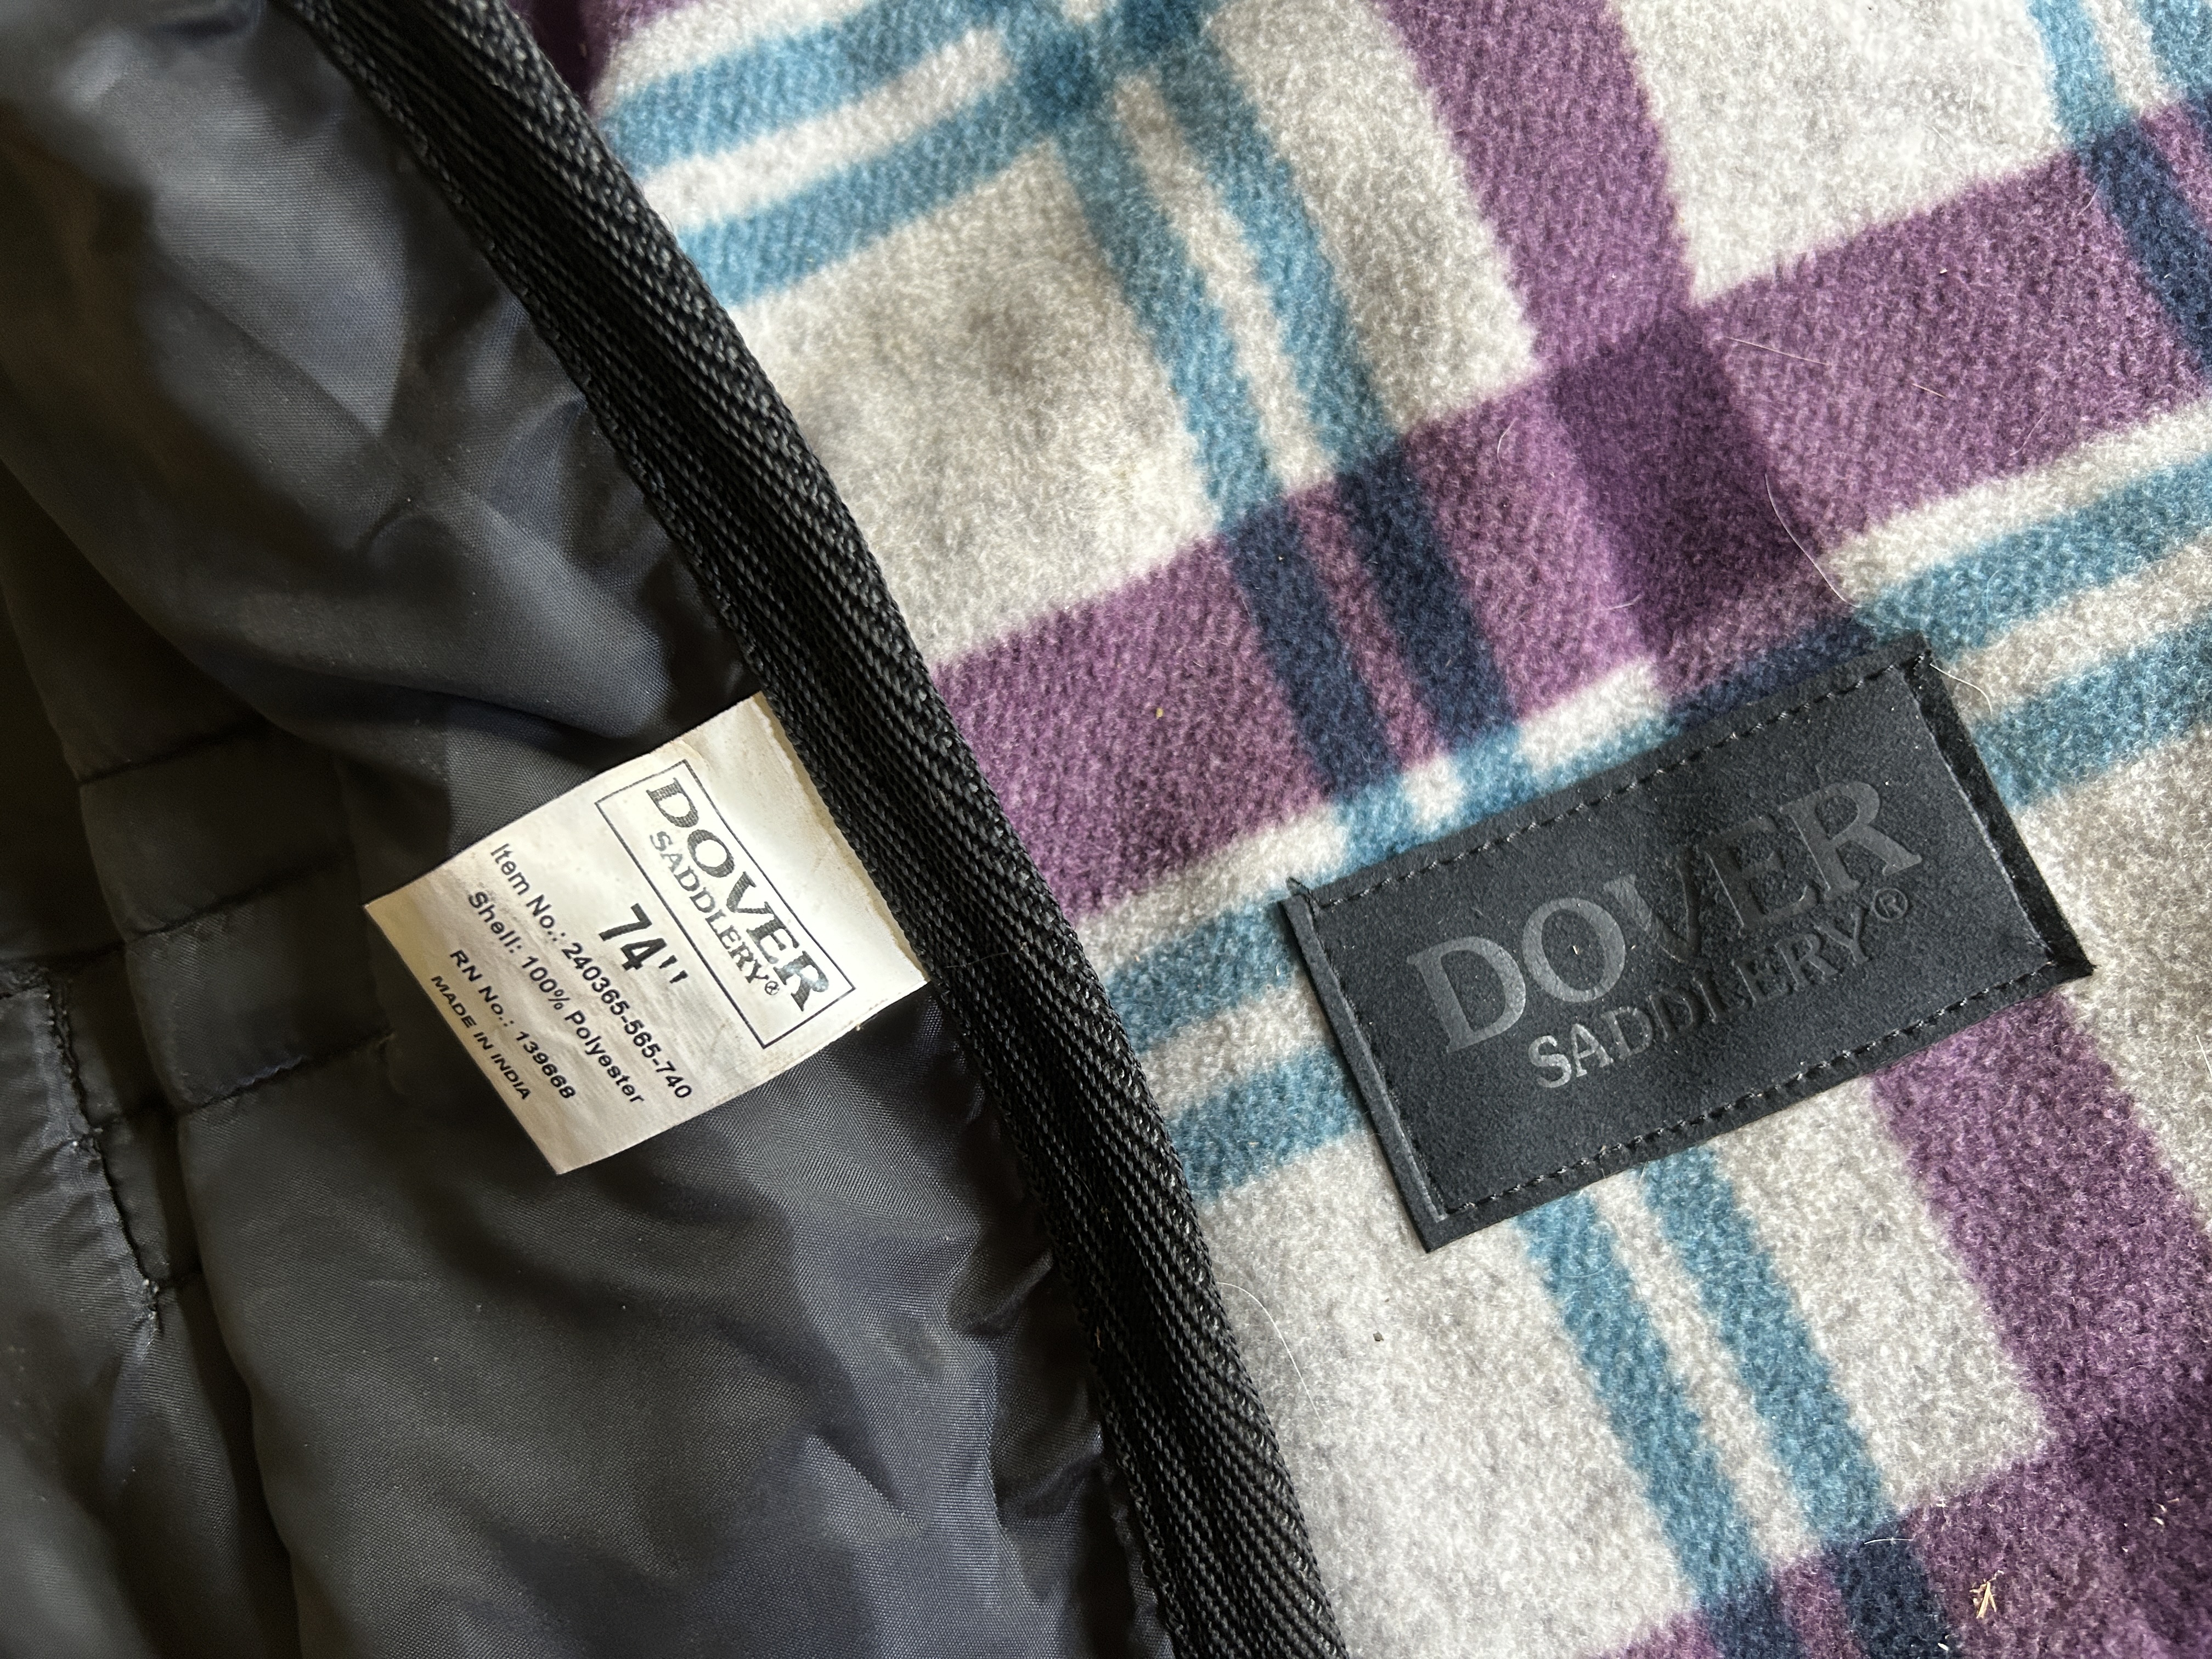 DOVER
SADDLERY®
74"
Item No.: 240365-565-740
Shell: 100% Polyester
RN No.: 139668
MADE IN INDIA
DOVER
SADDLERY®